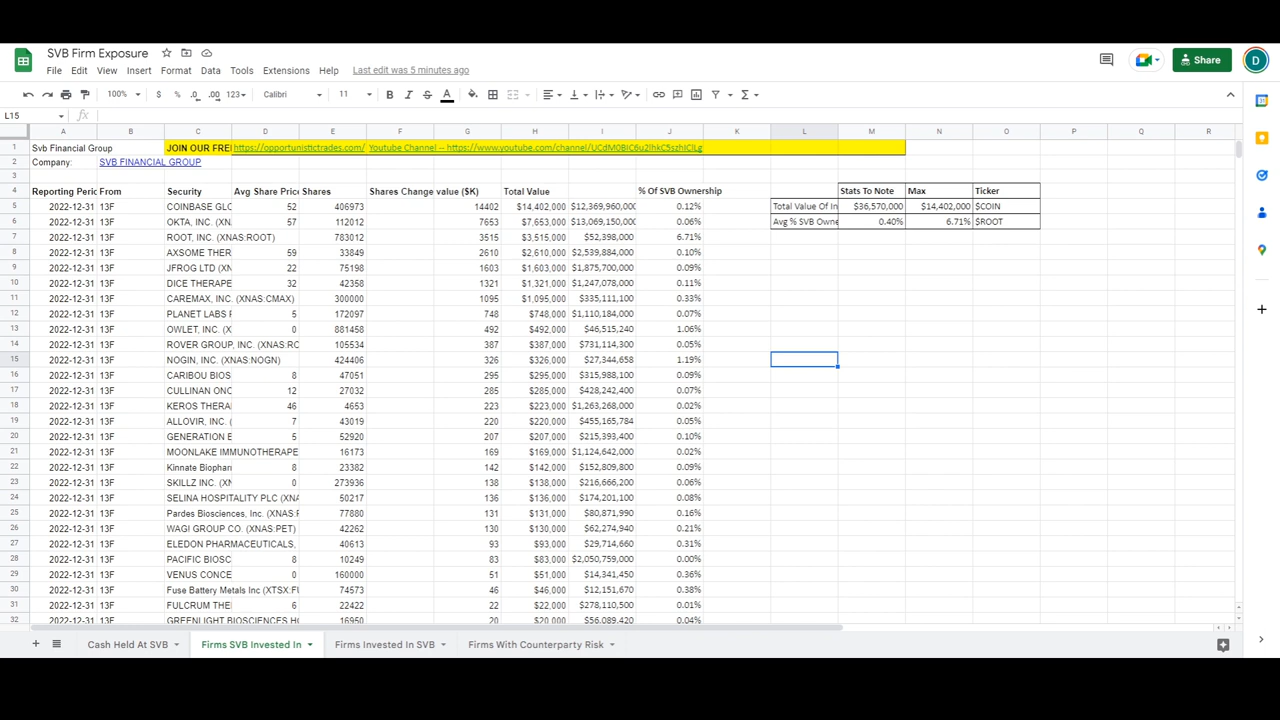 SVB Firm Exposure
File Edit View Insert Format Data Tools Extensions Help Last edit was 5 minutes ago
Share
D
100% $ % .0 .00 123 Calibri 11 B I S A
L15 fx
A B C D E F G H I J K L M N O P Q R
1 Svb Financial Group JOIN OUR FREE https://opportunistictrades.com/ Youtube Channel -- https://www.youtube.com/channel/
2 Company: SVB FINANCIAL GROUP
3
4 Reporting Peric From Security Avg Share Pric Shares Shares Change value ($K) Total Value % Of SVB Ownership Stats To Note Max Ticker
5 2022-12-31 13F COINBASE GLC 52 406973 14402 $14,402,000 $12,369,960,000 0.12% Total Value Of In $36,570,000 $14,402,000 $COIN
6 2022-12-31 13F OKTA, INC. (XN 57 112012 7653 $7,653,000 $13,069,150,000 0.06% Avg % SVB Owne 0.40% 6.71% $ROOT
7 2022-12-31 13F ROOT, INC. (XNAS:ROOT) 783012 3515 $3,515,000 $52,398,000 6.71%
8 2022-12-31 13F AXSOME THER 59 33849 2610 $2,610,000 $2,539,884,000 0.10%
9 2022-12-31 13F JFROG LTD (XN 22 75198 1603 $1,603,000 $1,875,700,000 0.09%
10 2022-12-31 13F DICE THERAPE 32 42358 1321 $1,321,000 $1,247,078,000 0.11%
11 2022-12-31 13F CAREMAX, INC. (XNAS:CMAX) 300000 1095 $1,095,000 $335,111,100 0.33%
12 2022-12-31 13F PLANET LABS F 5 172097 748 $748,000 $1,110,184,000 0.07%
13 2022-12-31 13F OWLET, INC. (X 0 881458 492 $492,000 $46,515,240 1.06%
14 2022-12-31 13F ROVER GROUP, INC. (XNAS:RO 105534 387 $387,000 $731,114,300 0.05%
15 2022-12-31 13F NOGIN, INC. (XNAS:NOGN) 424406 326 $326,000 $27,344,658 1.19%
16 2022-12-31 13F CARIBOU BIOS 8 47051 295 $295,000 $315,988,100 0.09%
17 2022-12-31 13F CULLINAN ONC 12 27032 285 $285,000 $428,242,400 0.07%
18 2022-12-31 13F KEROS THERA 46 4653 223 $223,000 $1,263,268,000 0.02%
19 2022-12-31 13F ALLOVIR, INC. ( 7 43019 220 $220,000 $455,165,784 0.05%
20 2022-12-31 13F GENERATION E 5 52920 207 $207,000 $215,393,400 0.10%
21 2022-12-31 13F MOONLAKE IMMUNOTHERAPE 16173 169 $169,000 $1,124,642,000 0.02%
22 2022-12-31 13F Kinnate Biopharı 8 23382 142 $142,000 $152,809,800 0.09%
23 2022-12-31 13F SKILLZ INC. (XN 0 273936 138 $138,000 $216,666,200 0.06%
24 2022-12-31 13F SELINA HOSPITALITY PLC (XNA 50217 136 $136,000 $174,201,100 0.08%
25 2022-12-31 13F Pardes Biosciences, Inc. (XNAS 77880 131 $131,000 $80,871,990 0.16%
26 2022-12-31 13F WAGI GROUP CO. (XNAS:PET) 42262 130 $130,000 $62,274,940 0.21%
27 2022-12-31 13F ELEDON PHARMACEUTICALS, 40613 93 $93,000 $29,714,660 0.31%
28 2022-12-31 13F PACIFIC BIOSC 8 10249 83 $83,000 $2,050,759,000 0.00%
29 2022-12-31 13F VENUS CONCE 0 160000 51 $51,000 $14,341,450 0.36%
30 2022-12-31 13F Fuse Battery Metals Inc (XTSX:FU 74573 46 $46,000 $12,151,670 0.38%
31 2022-12-31 13F FULCRUM THE 6 22422 22 $22,000 $278,110,500 0.01%
32 2022-12-31 13F GREENLIGHT BIOSCIENCES HO 16950 20 $20,000 $56,089,420 0.04%
Cash Held At SVB Firms SVB Invested In Firms Invested In SVB Firms With Counterparty Risk